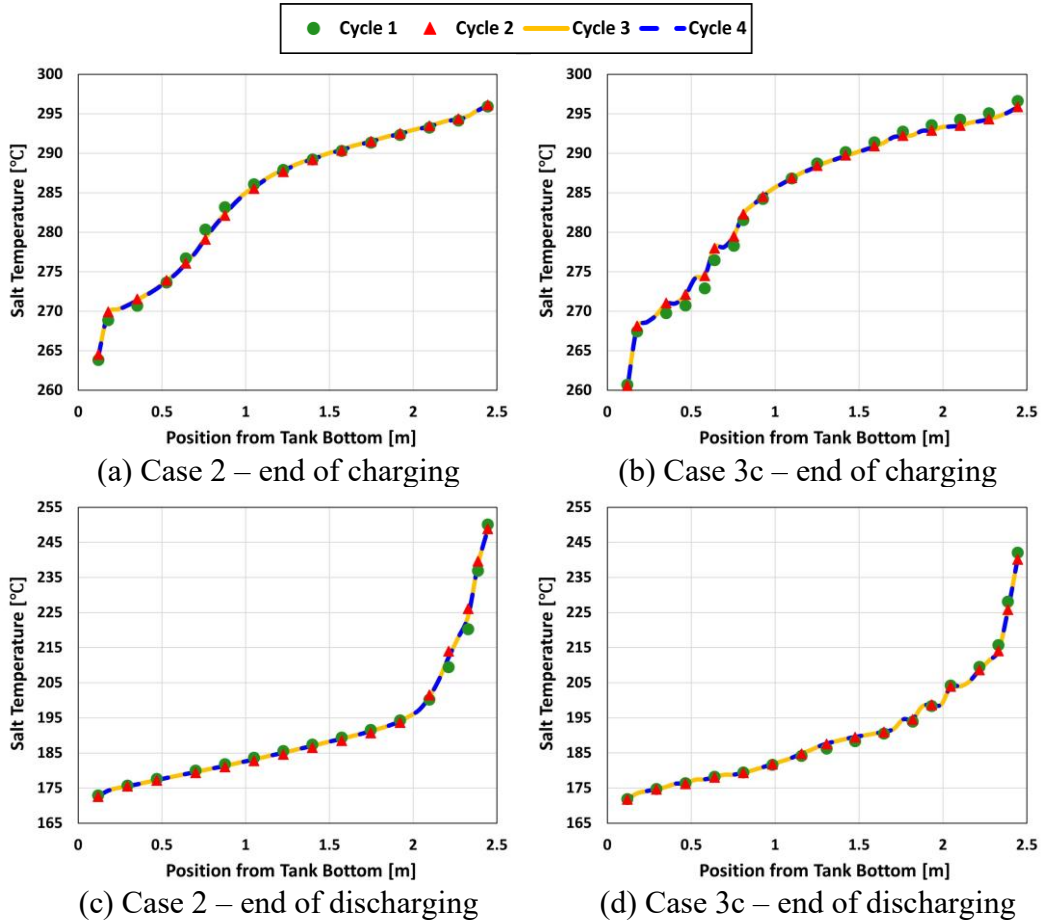 Cycle 1 Cycle 2 Cycle 3 Cycle 4
300
295
290
285
280
275
270
265
260
Salt Temperature [°C]
0 0.5 1 1.5 2 2.5
Position from Tank Bottom [m]
(a) Case 2 – end of charging
300
295
290
285
280
275
270
265
260
Salt Temperature [°C]
0 0.5 1 1.5 2 2.5
Position from Tank Bottom [m]
(b) Case 3c – end of charging
255
245
235
225
215
205
195
185
175
165
Salt Temperature [°C]
0 0.5 1 1.5 2 2.5
Position from Tank Bottom [m]
(c) Case 2 – end of discharging
255
245
235
225
215
205
195
185
175
165
Salt Temperature [°C]
0 0.5 1 1.5 2 2.5
Position from Tank Bottom [m]
(d) Case 3c – end of discharging